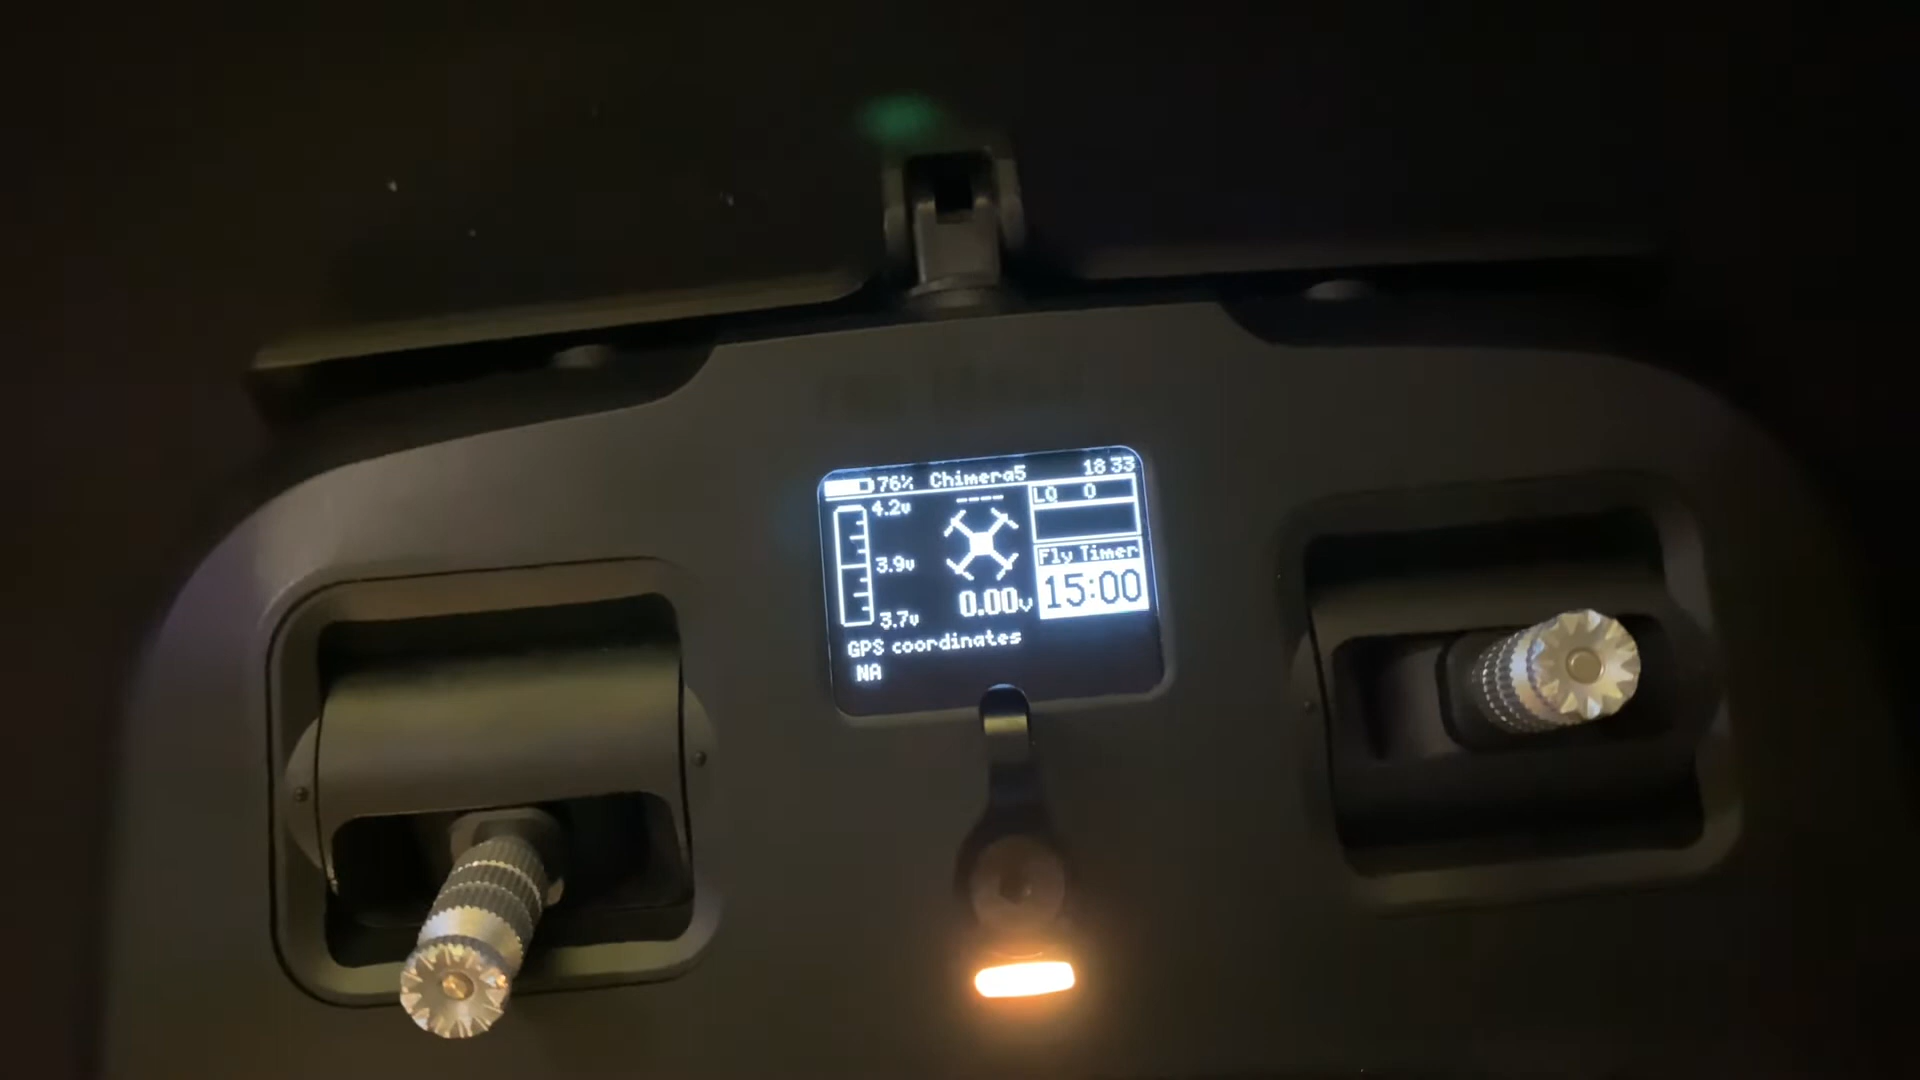 76% Chimera5 18:33
4.2v
---- 
LQ 0
3.9v
Fly Timer
15:00
0.00v
3.7v
GPS coordinates
NA